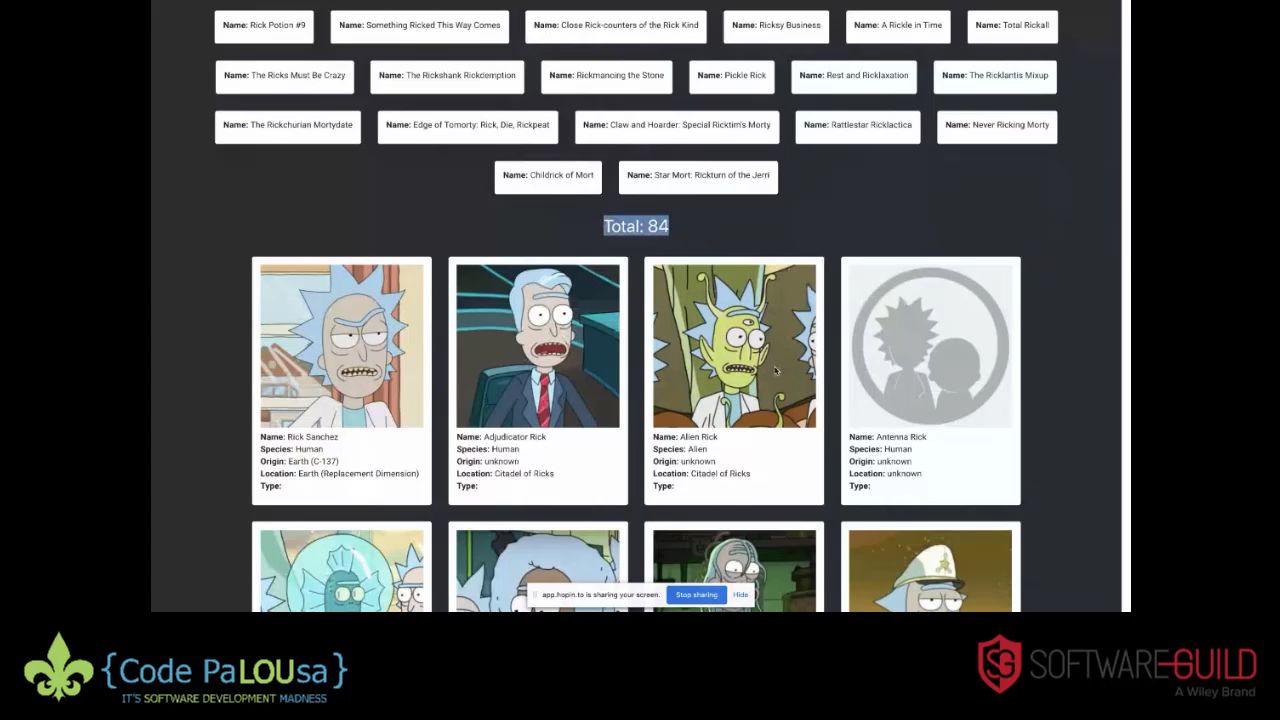 Name: Rick Potion #9
Name: Something Ricked This Way Comes
Name: Close Rick-counters of the Rick Kind
Name: Ricksy Business
Name: A Rickle in Time
Name: Total Rickall
Name: The Ricks Must Be Crazy
Name: The Rickshank Rickdemption
Name: Rickmancing the Stone
Name: Pickle Rick
Name: Rest and Ricklaxation
Name: The Ricklantis Mixup
Name: The Rickchurian Mortydate
Name: Edge of Tomorty: Rick, Die, Rickpeat
Name: Claw and Hoarder: Special Ricktim's Morty
Name: Rattlestar Ricklactica
Name: Never Ricking Morty
Name: Childrick of Mort
Name: Star Mort: Rickturn of the Jerri
Total: 84
Name: Rick Sanchez
Species: Human
Origin: Earth (C-137)
Location: Earth (Replacement Dimension)
Type:
Name: Adjudicator Rick
Species: Human
Origin: unknown
Location: Citadel of Ricks
Type:
Name: Alien Rick
Species: Alien
Origin: unknown
Location: Citadel of Ricks
Type:
Name: Antenna Rick
Species: Human
Origin: unknown
Location: unknown
Type:
app.hopin.to is sharing your screen.
Stop sharing
Hide
{Code PaLOUsa}
IT'S SOFTWARE DEVELOPMENT MADNESS
SG
SOFTWARE GUILD
A Wiley Brand